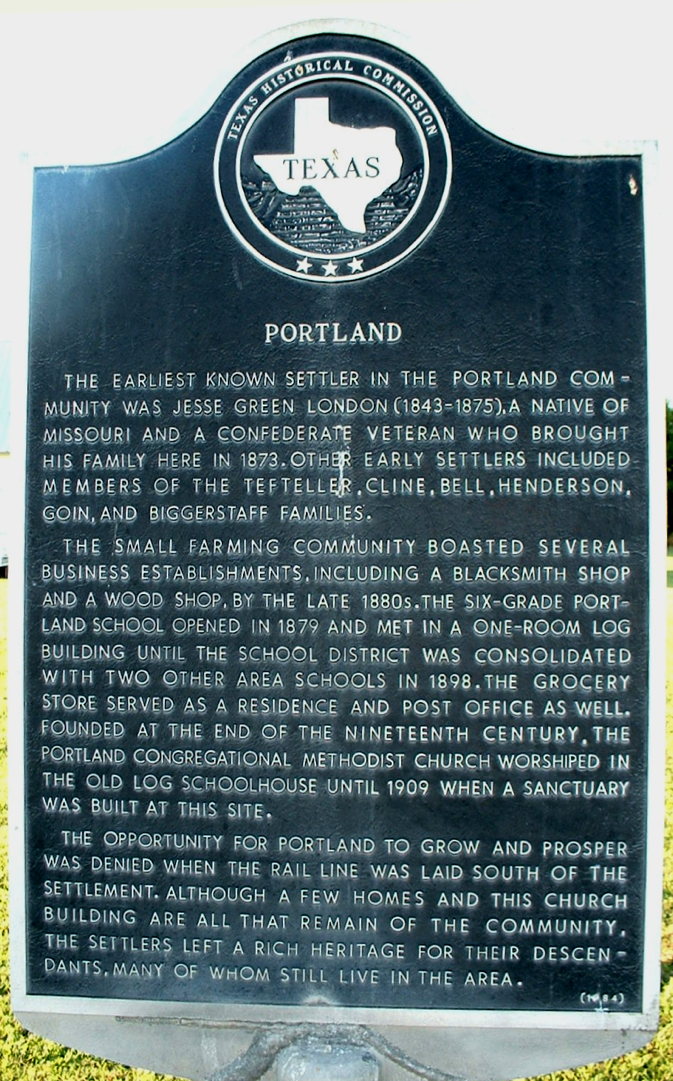 TEXAS HISTORICAL COMMISSION
TEXAS
PORTLAND
THE EARLIEST KNOWN SETTLER IN THE PORTLAND COM=
MUNITY WAS JESSE GREEN LONDON (1843=1875), A NATIVE OF
MISSOURI AND A CONFEDERATE VETERAN WHO BROUGHT
HIS FAMILY HERE IN 1873. OTHER EARLY SETTLERS INCLUDED
MEMBERS OF THE TEFTELLER, CLINE, BELL, HENDERSON,
GOIN, AND BIGGERSTAFF FAMILIES.
THE SMALL FARMING COMMUNITY BOASTED SEVERAL
BUSINESS ESTABLISHMENTS, INCLUDING A BLACKSMITH SHOP
AND A WOOD SHOP, BY THE LATE 1880s. THE SIX-GRADE PORT-
LAND SCHOOL OPENED IN 1879 AND MET IN A ONE-ROOM LOG
BUILDING UNTIL THE SCHOOL DISTRICT WAS CONSOLIDATED
WITH TWO OTHER AREA SCHOOLS IN 1898. THE GROCERY
STORE SERVED AS A RESIDENCE AND POST OFFICE AS WELL.
FOUNDED AT THE END OF THE NINETEENTH CENTURY, THE
PORTLAND CONGREGATIONAL METHODIST CHURCH WORSHIPED IN
THE OLD LOG SCHOOLHOUSE UNTIL 1909 WHEN A SANCTUARY
WAS BUILT AT THIS SITE.
THE OPPORTUNITY FOR PORTLAND TO GROW AND PROSPER
WAS DENIED WHEN THE RAIL LINE WAS LAID SOUTH OF THE
SETTLEMENT. ALTHOUGH A FEW HOMES AND THIS CHURCH
BUILDING ARE ALL THAT REMAIN OF THE COMMUNITY,
THE SETTLERS LEFT A RICH HERITAGE FOR THEIR DESCEN-
DANTS, MANY OF WHOM STILL LIVE IN THE AREA.
(1984)